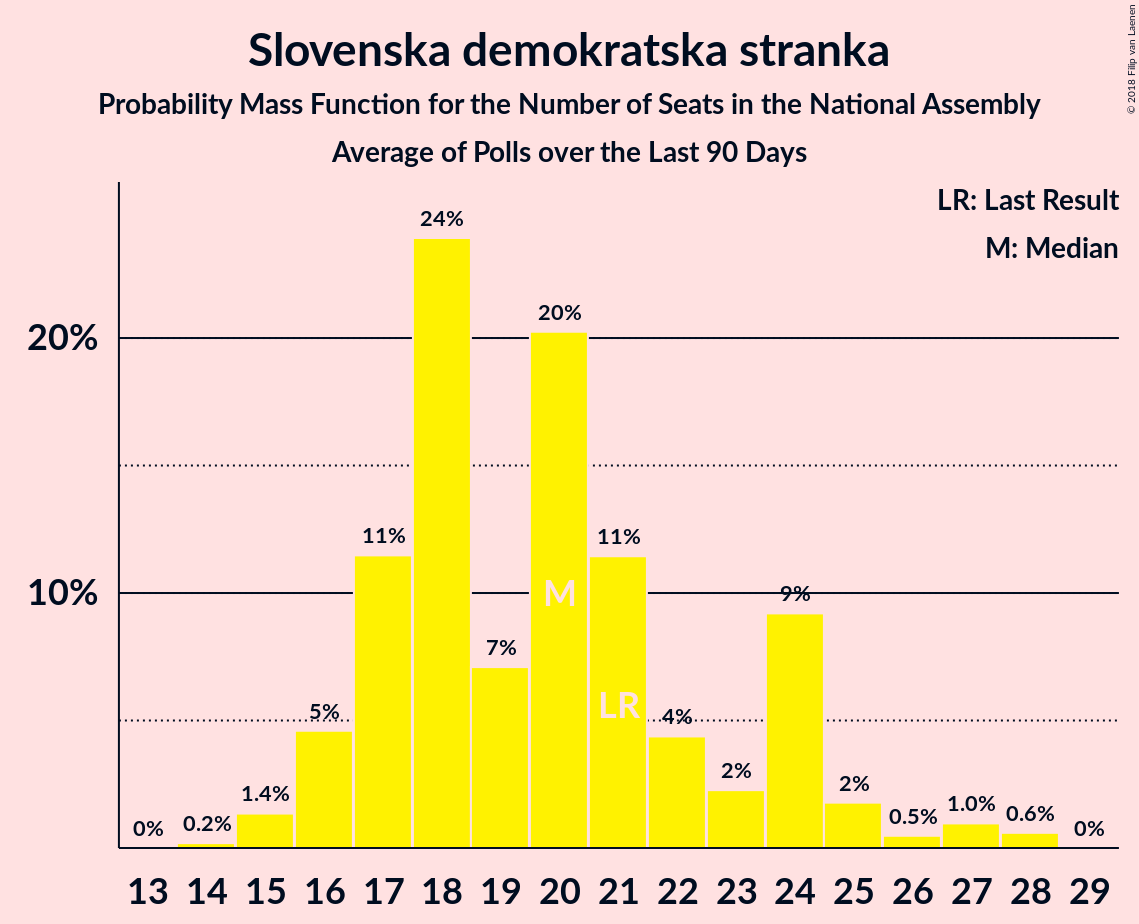 Slovenska demokratska stranka
Probability Mass Function for the Number of Seats in the National Assembly
Average of Polls over the Last 90 Days
© 2018 Filip van Laenen
LR: Last Result
M: Median
20%
10%
0%
0.2%
1.4%
5%
11%
24%
7%
20%
11%
4%
2%
9%
2%
0.5%
1.0%
0.6%
0%
M
LR
13 14 15 16 17 18 19 20 21 22 23 24 25 26 27 28 29